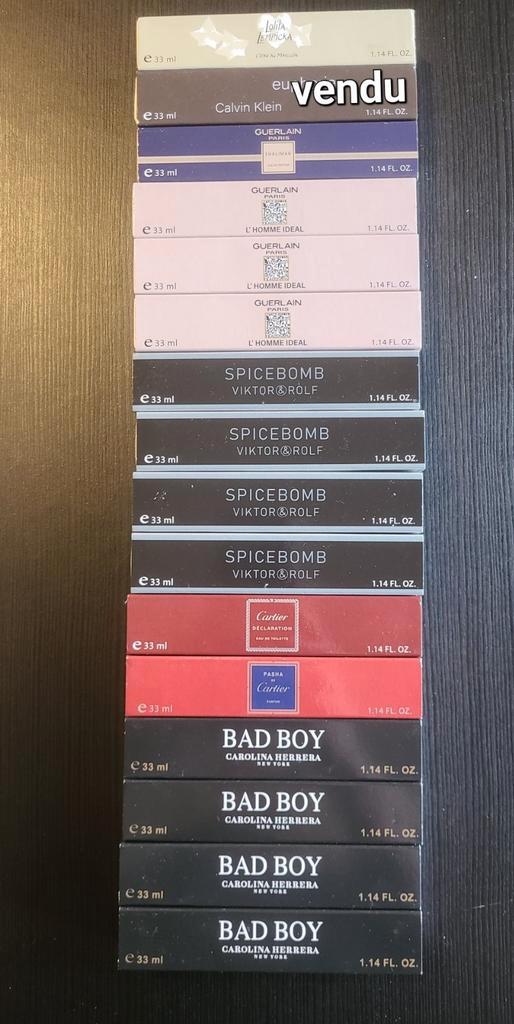 LOLITA
LEMPICKA
e 33 ml
1.14 FL. OZ.
vendu
Calvin Klein
e 33 ml
1.14 FL. OZ.
GUERLAIN
PARIS
SHALIMAR
e 33 ml
1.14 FL. OZ.
GUERLAIN
PARIS
L'HOMME IDEAL
e 33 ml
1.14 FL. OZ.
GUERLAIN
PARIS
L'HOMME IDEAL
e 33 ml
1.14 FL. OZ.
GUERLAIN
PARIS
L'HOMME IDEAL
e 33 ml
1.14 FL. OZ.
SPICEBOMB
VIKTOR&ROLF
e 33 ml
1.14 FL. OZ.
SPICEBOMB
VIKTOR&ROLF
e 33 ml
1.14 FL. OZ.
SPICEBOMB
VIKTOR&ROLF
e 33 ml
1.14 FL. OZ.
SPICEBOMB
VIKTOR&ROLF
e 33 ml
1.14 FL. OZ.
Cartier
DÉCLARATION
EAU DE TOILETTE
e 33 ml
1.14 FL. OZ.
PASHA
DE
Cartier
PARFUM
e 33 ml
1.14 FL. OZ.
BAD BOY
CAROLINA HERRERA
NEW YORK
e 33 ml
1.14 FL. OZ.
BAD BOY
CAROLINA HERRERA
NEW YORK
e 33 ml
1.14 FL. OZ.
BAD BOY
CAROLINA HERRERA
NEW YORK
e 33 ml
1.14 FL. OZ.
BAD BOY
CAROLINA HERRERA
NEW YORK
e 33 ml
1.14 FL. OZ.